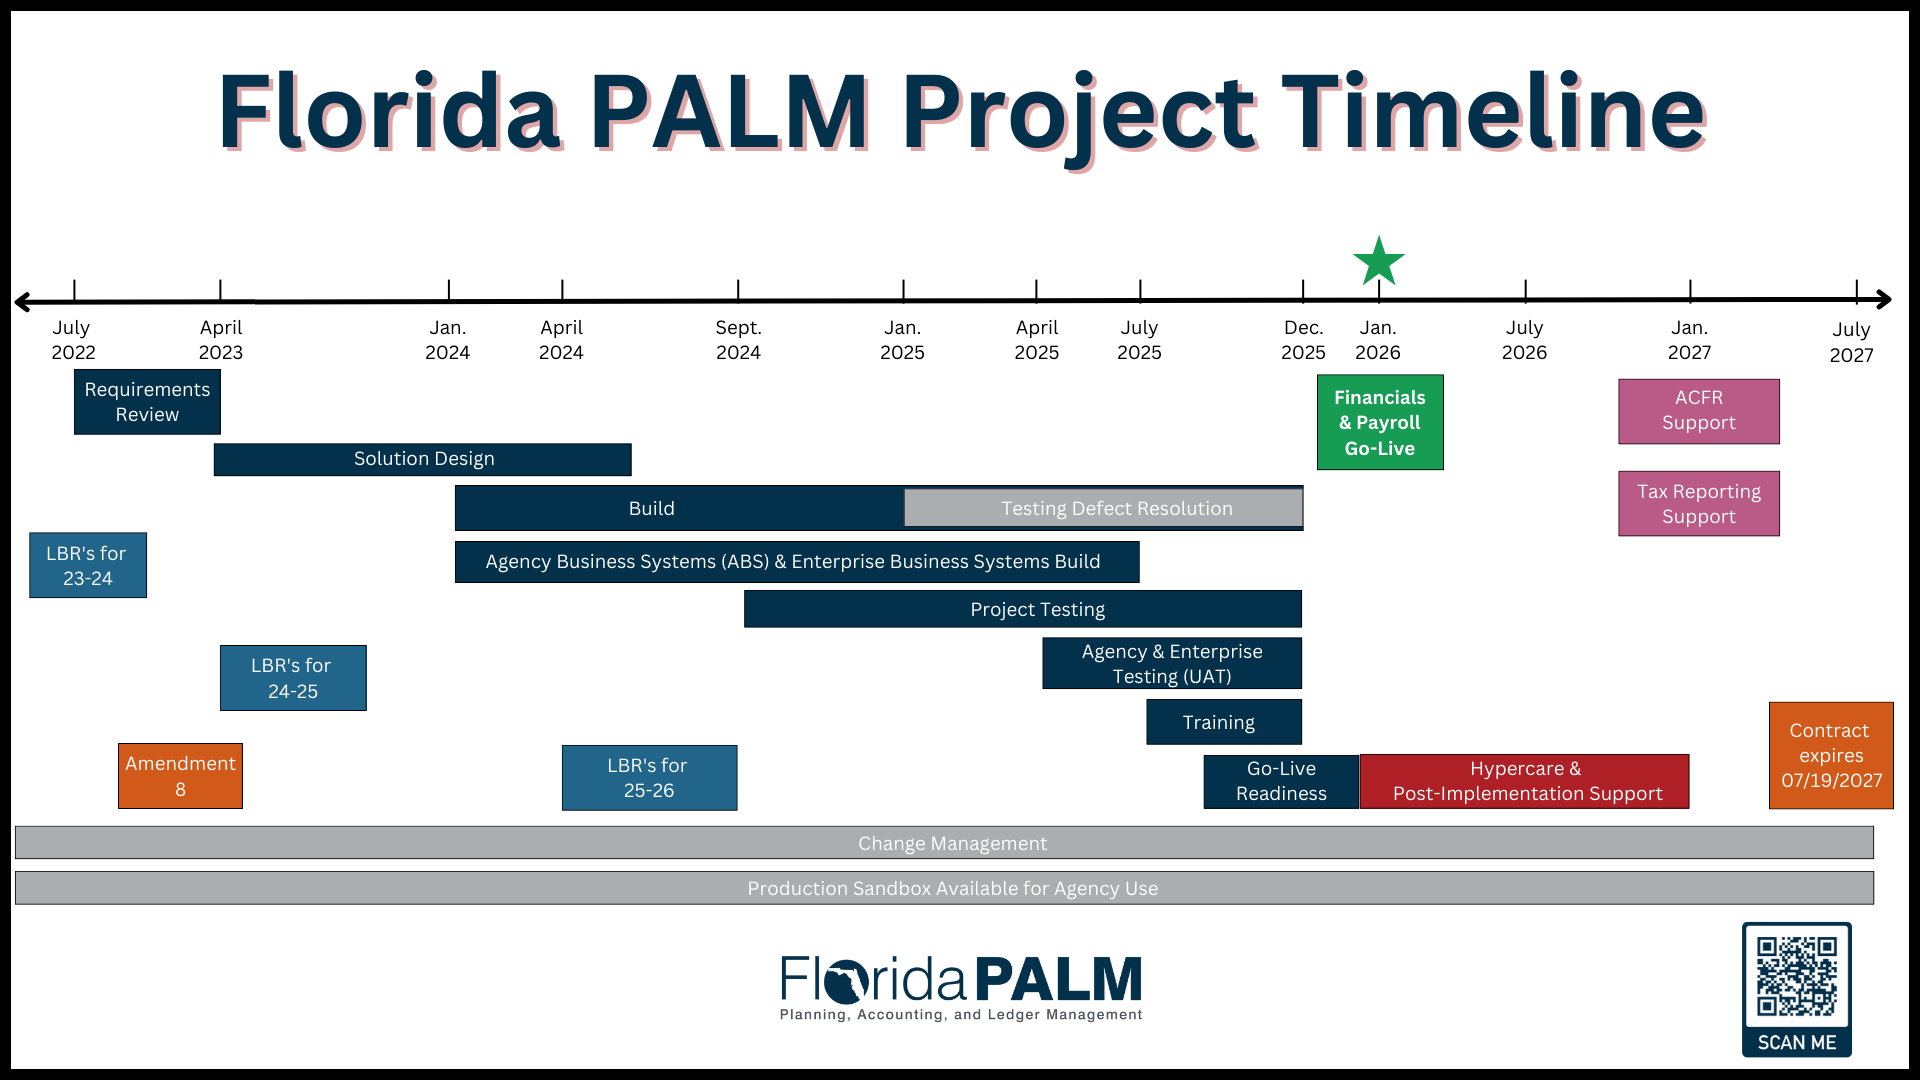 Florida PALM Project Timeline
July 2022
April 2023
Jan. 2024
April 2024
Sept. 2024
Jan. 2025
April 2025
July 2025
Dec. 2025
Jan. 2026
July 2026
Jan. 2027
July 2027
Requirements
Review
Financials
& Payroll
Go-Live
ACFR
Support
Solution Design
Tax Reporting
Support
Build
Testing Defect Resolution
LBR's for
23-24
Agency Business Systems (ABS) & Enterprise Business Systems Build
Project Testing
LBR's for
24-25
Agency & Enterprise
Testing (UAT)
Training
Contract
expires
07/19/2027
Amendment
8
LBR's for
25-26
Go-Live
Readiness
Hypercare &
Post-Implementation Support
Change Management
Production Sandbox Available for Agency Use
Florida PALM
Planning, Accounting, and Ledger Management
SCAN ME